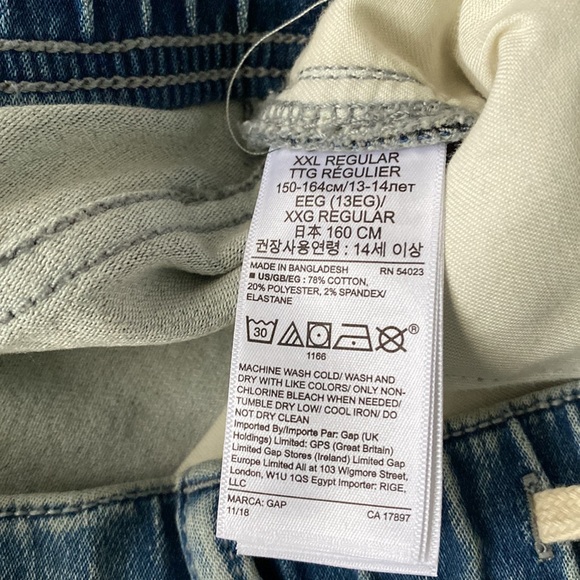 XXL REGULAR
TTG RÉGULIER
150-164СМ/13-14ЛЕТ
EEG (13EG)/
XXG REGULAR
日本 160 CM
권장사용연령 : 14세 이상
MADE IN BANGLADESH RN 54023
■ US/GB/EG: 78% COTTON,
20% POLYESTER, 2% SPANDEX/
ELASTANE
30
®
1166
MACHINE WASH COLD/ WASH AND
DRY WITH LIKE COLORS/ ONLY NON-
CHLORINE BLEACH WHEN NEEDED/
TUMBLE DRY LOW/ COOL IRON/ DO
NOT DRY CLEAN
Imported By/Importe Par: Gap (UK
Holdings) Limited: GPS (Great Britain)
Limited Gap Stores (Ireland) Limited Gap
Europe Limited All at 103 Wigmore Street,
London, W1U 1QS Egypt Importer: RIGE,
LLC
MARCA: GAP
11/18 CA 17897